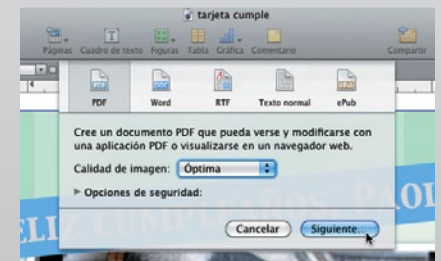 tarjeta cumple
Páginas Cuadro de texto Figuras Tabla Gráfica Comentario Compartir
PDF Word RTF Texto normal ePub
Cree un documento PDF que pueda verse y modificarse con
una aplicación PDF o visualizarse en un navegador web.
Calidad de imagen: Óptima
Opciones de seguridad:
Cancelar Siguiente...